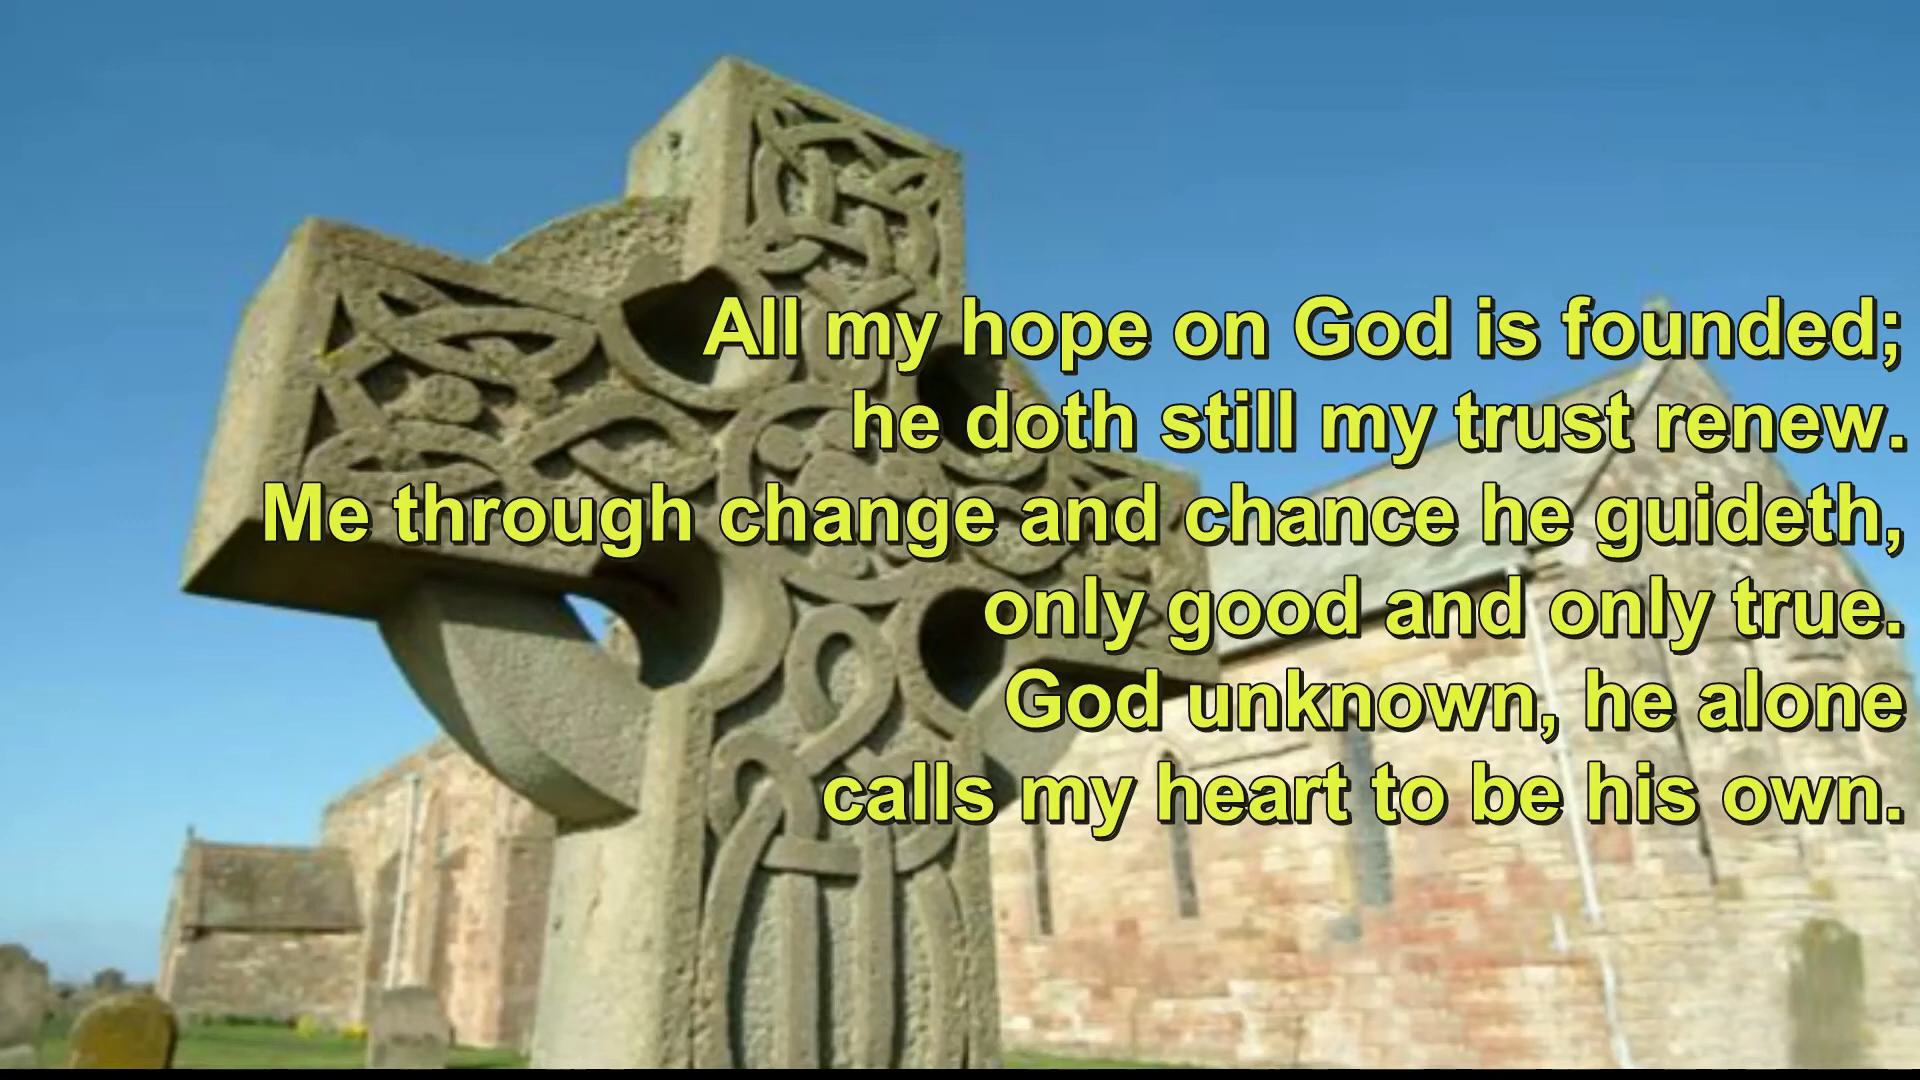 All my hope on God is founded;
he doth still my trust renew.
Me through change and chance he guideth,
only good and only true.
God unknown, he alone
calls my heart to be his own.